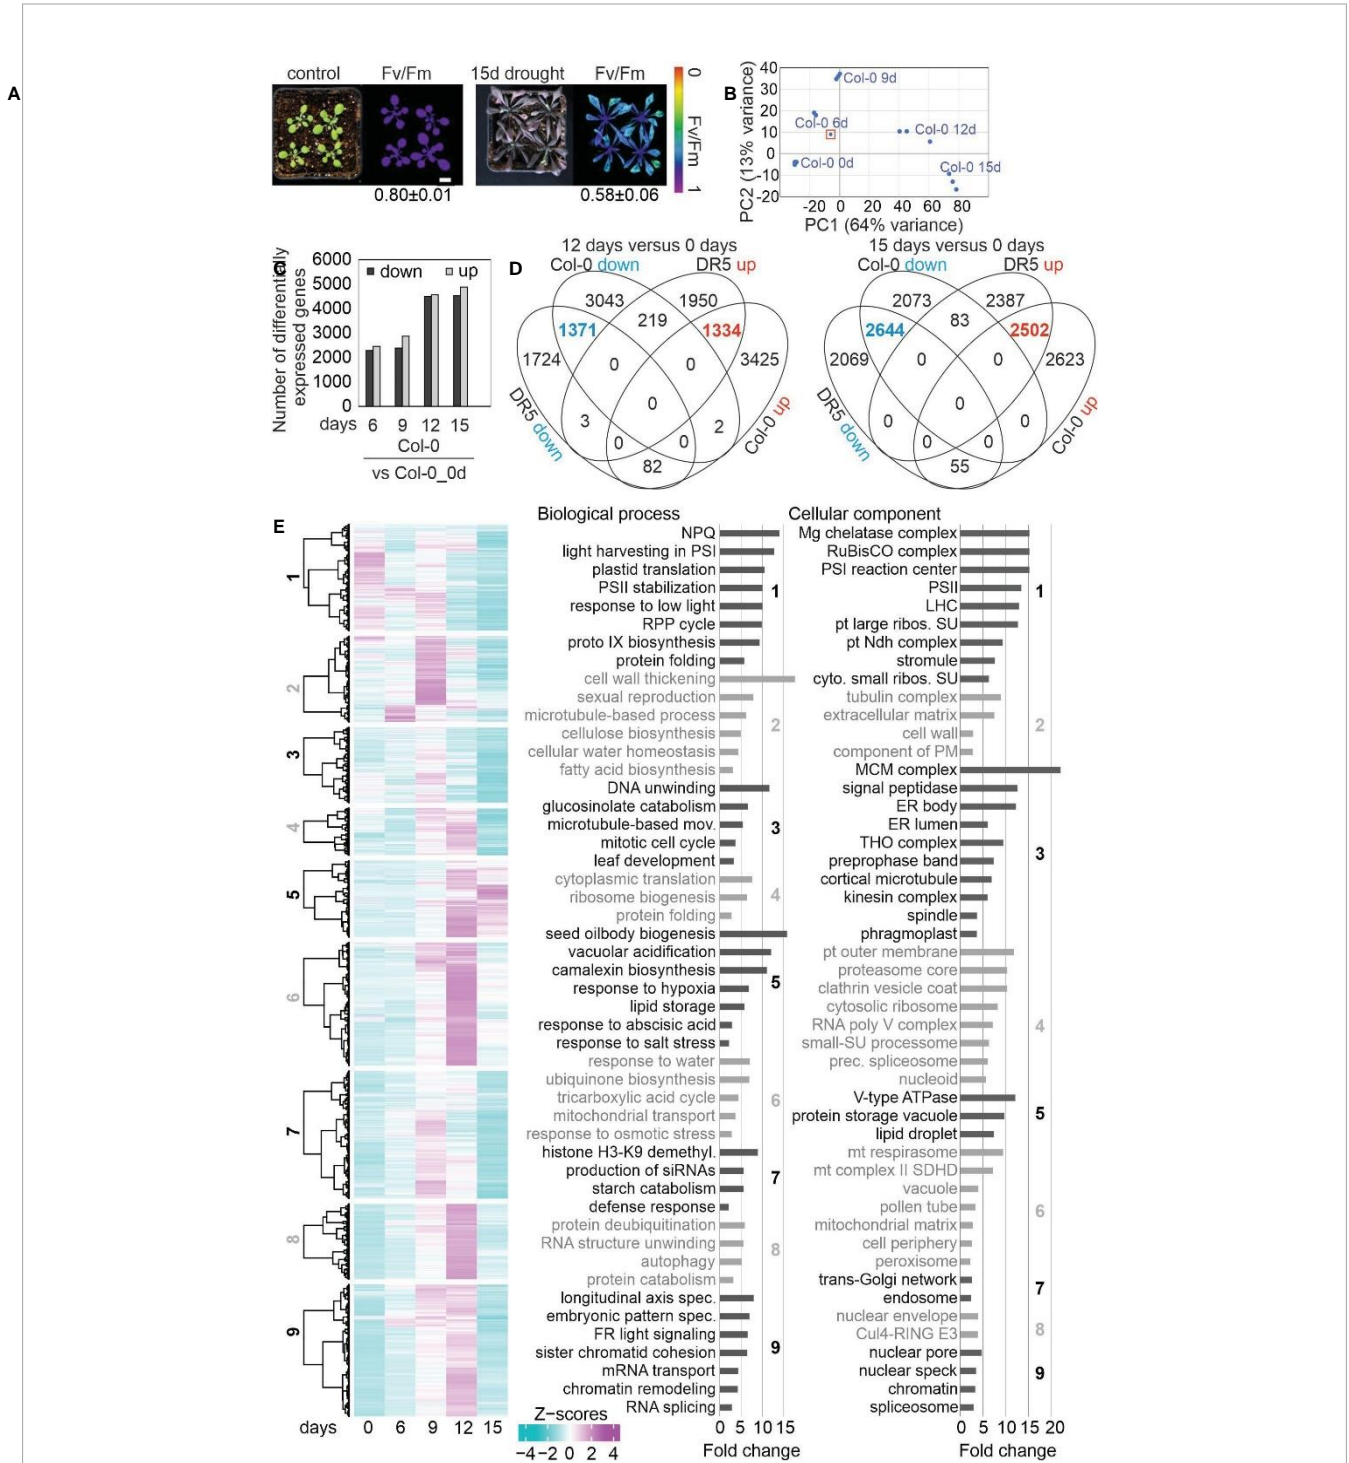 A
control
Fv/Fm
15d drought
Fv/Fm
0
Fv/Fm
1
0.80±0.01
0.58±0.06
B
PC2 (13% variance)
40
30
20
10
0
-10
-20
Col-0 9d
Col-0 6d
Col-0 12d
Col-0 0d
Col-0 15d
-20 0 20 40 60 80
PC1 (64% variance)
Number of differentially
expressed genes
6000
5000
4000
3000
2000
1000
0
down up
days 6 9 12 15
Col-0
vs Col-0_0d
D
12 days versus 0 days
Col-0 down
DR5 up
3043
1950
219
1371
1334
1724
3425
0
0
0
3
2
0
0
82
DR5 down
Col-0 up
15 days versus 0 days
Col-0 down
DR5 up
2073
2387
83
2644
2502
2069
2623
0
0
0
0
0
0
0
55
DR5 down
Col-0 up
E
1
2
3
4
5
6
7
8
9
days 0 6 9 12 15
Biological process
NPQ
light harvesting in PSI
plastid translation
PSII stabilization
response to low light
RPP cycle
proto IX biosynthesis
protein folding
cell wall thickening
sexual reproduction
microtubule-based process
cellulose biosynthesis
cellular water homeostasis
fatty acid biosynthesis
DNA unwinding
glucosinolate catabolism
microtubule-based mov.
mitotic cell cycle
leaf development
cytoplasmic translation
ribosome biogenesis
protein folding
seed oilbody biogenesis
vacuolar acidification
camalexin biosynthesis
response to hypoxia
lipid storage
response to abscisic acid
response to salt stress
response to water
ubiquinone biosynthesis
tricarboxylic acid cycle
mitochondrial transport
response to osmotic stress
histone H3-K9 demethyl.
production of siRNAs
starch catabolism
defense response
protein deubiquitination
RNA structure unwinding
autophagy
protein catabolism
longitudinal axis spec.
embryonic pattern spec.
FR light signaling
sister chromatid cohesion
mRNA transport
chromatin remodeling
RNA splicing
1
2
3
4
5
6
7
8
9
0 5 10 15
Fold change
Z−scores
−4 −2 0 2 4
Cellular component
Mg chelatase complex
RuBisCO complex
PSI reaction center
PSII
LHC
pt large ribos. SU
pt Ndh complex
stromule
cyto. small ribos. SU
tubulin complex
extracellular matrix
cell wall
component of PM
MCM complex
signal peptidase
ER body
ER lumen
THO complex
preprophase band
cortical microtubule
kinesin complex
spindle
phragmoplast
pt outer membrane
proteasome core
clathrin vesicle coat
cytosolic ribosome
RNA poly V complex
small-SU processome
prec. spliceosome
nucleoid
V-type ATPase
protein storage vacuole
lipid droplet
mt respirasome
mt complex II SDHD
vacuole
pollen tube
mitochondrial matrix
cell periphery
peroxisome
trans-Golgi network
endosome
nuclear envelope
Cul4-RING E3
nuclear pore
nuclear speck
chromatin
spliceosome
1
2
3
4
5
6
7
8
9
0 5 10 15 20
Fold change